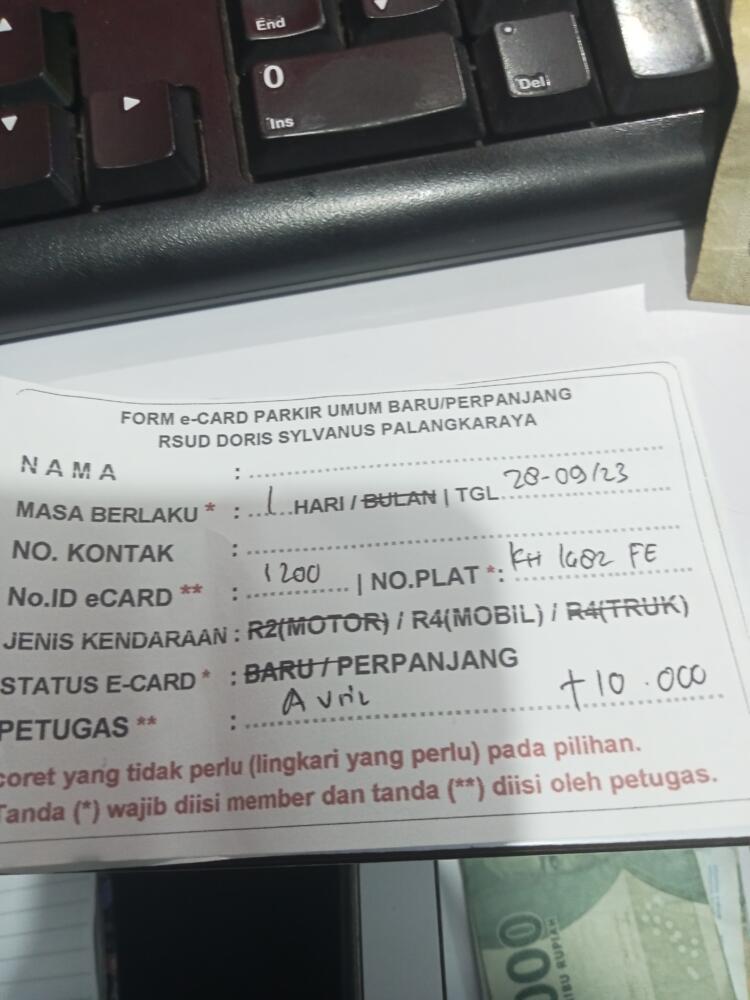 End
0
Ins
Del
FORM e-CARD PARKIR UMUM BARU/PERPANJANG
RSUD DORIS SYLVANUS PALANGKARAYA
NAMA :
MASA BERLAKU * : 1 HARI / BULAN | TGL 28-09/23
NO. KONTAK :
No.ID eCARD ** : 1200 | NO.PLAT *: KH 1682 FE
JENIS KENDARAAN : R2(MOTOR) / R4(MOBIL) / R4(TRUK)
STATUS E-CARD * : BARU / PERPANJANG
PETUGAS ** : Avril +10.000
coret yang tidak perlu (lingkari yang perlu) pada pilihan.
Tanda (*) wajib diisi member dan tanda (**) diisi oleh petugas.
RUPIAH